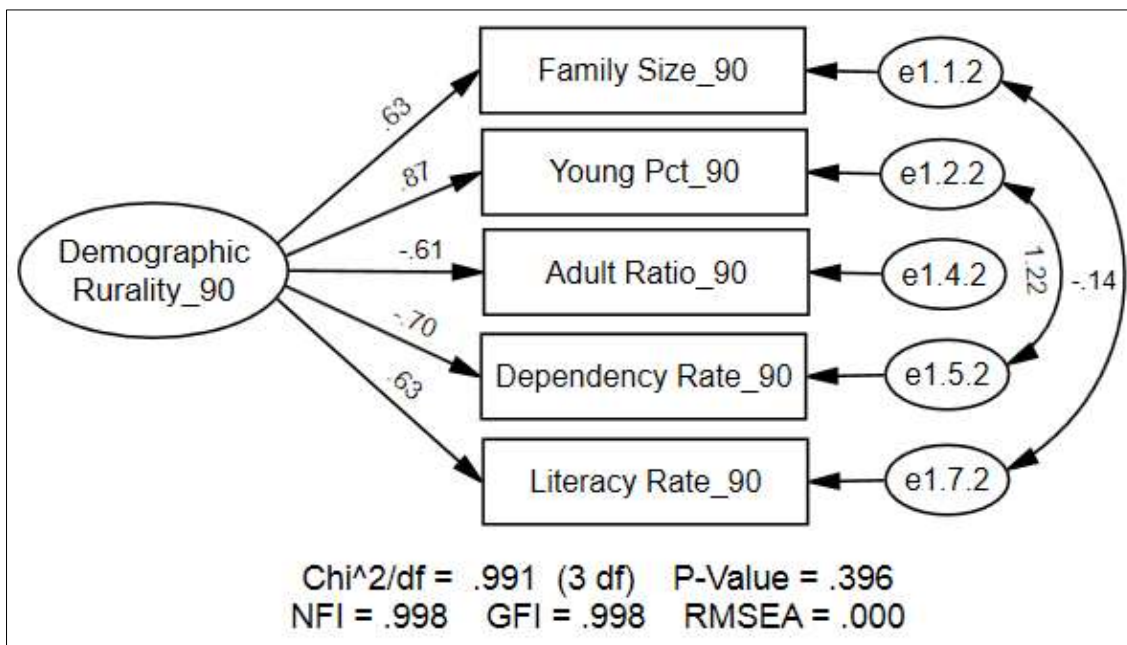 Family Size_90
e1.1.2
.63
Young Pct_90
e1.2.2
.87
Demographic
Rurality_90
-.61
Adult Ratio_90
e1.4.2
1.22
-.14
-.70
Dependency Rate_90
e1.5.2
.63
Literacy Rate_90
e1.7.2
Chi^2/df = .991 (3 df) P-Value = .396
NFI = .998 GFI = .998 RMSEA = .000